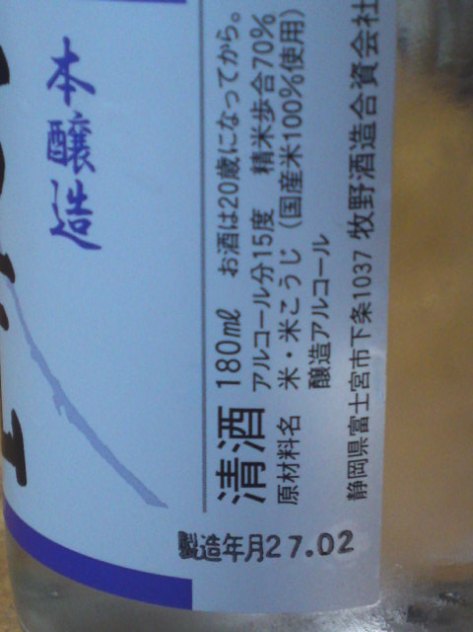 本醸造
清酒 180ml お酒は20歳になってから。
アルコール分15度 精米歩合70%
原材料名 米・米こうじ（国産米100%使用）
醸造アルコール
静岡県富士宮市下条1037 牧野酒造合資会社
製造年月27.02